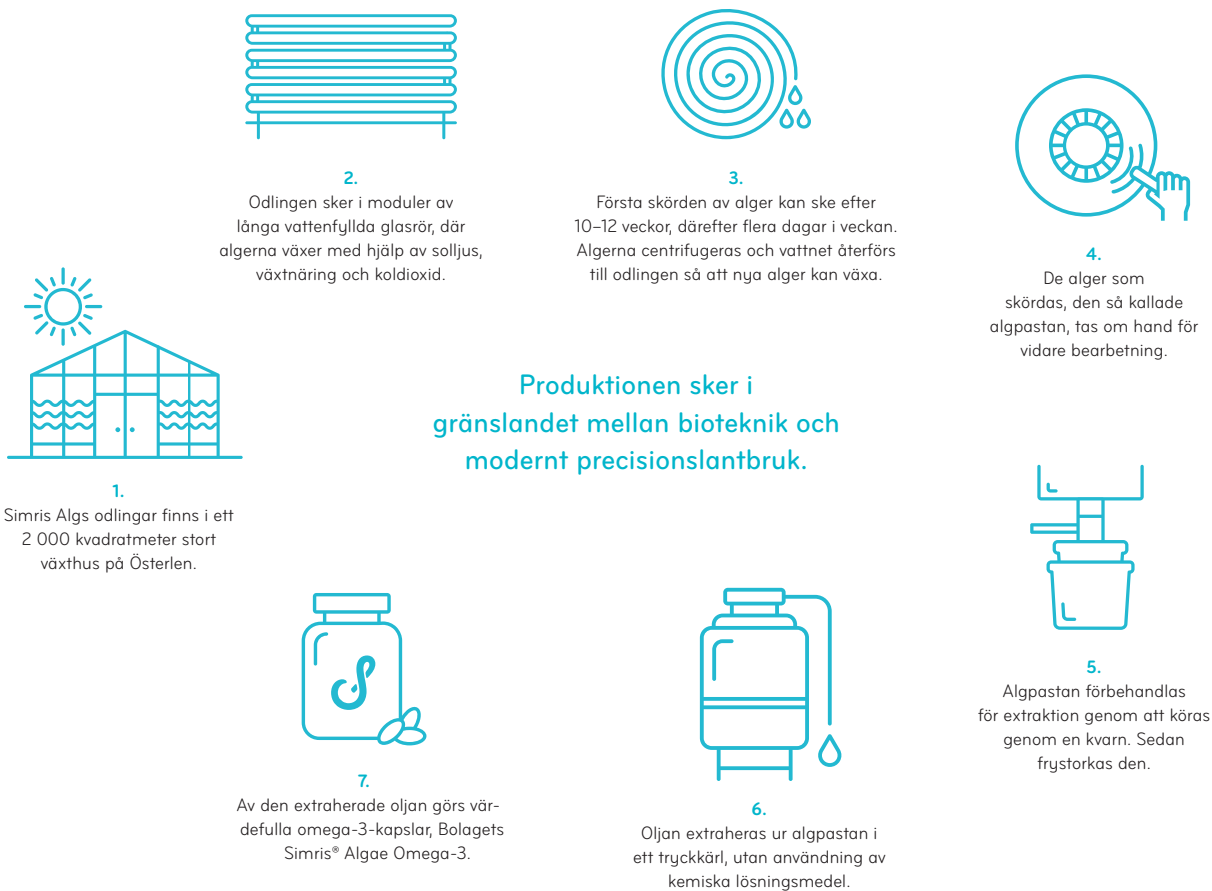 1.
Simris Algs odlingar finns i ett
2 000 kvadratmeter stort
växthus på Österlen.
2.
Odlingen sker i moduler av
långa vattenfyllda glasrör, där
algerna växer med hjälp av solljus,
växtnäring och koldioxid.
3.
Första skörden av alger kan ske efter
10–12 veckor, därefter flera dagar i veckan.
Algerna centrifugeras och vattnet återförs
till odlingen så att nya alger kan växa.
4.
De alger som
skördas, den så kallade
algpastan, tas om hand för
vidare bearbetning.
Produktionen sker i
gränslandet mellan bioteknik och
modernt precisionslantbruk.
5.
Algpastan förbehandlas
för extraktion genom att köras
genom en kvarn. Sedan
frystorkas den.
6.
Oljan extraheras ur algpastan i
ett tryckkärl, utan användning av
kemiska lösningsmedel.
7.
Av den extraherade oljan görs vär-
defulla omega-3-kapslar, Bolagets
Simris® Algae Omega-3.